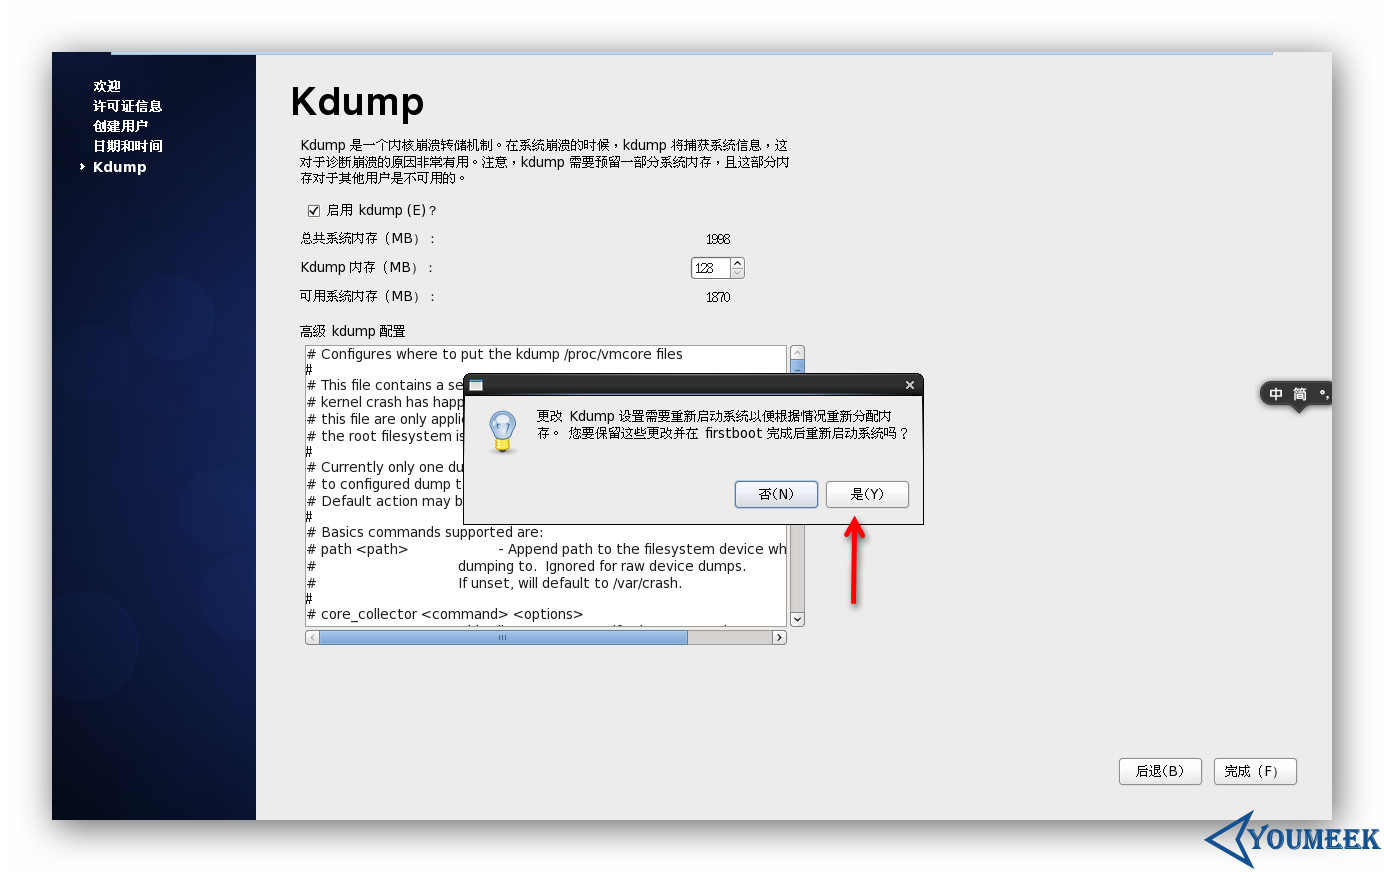 欢迎
许可证信息
创建用户
日期和时间
Kdump
Kdump
Kdump 是一个内核崩溃转储机制。在系统崩溃的时候，kdump 将捕获系统信息，这
对于诊断崩溃的原因非常有用。注意，kdump 需要预留一部分系统内存，且这部分内
存对于其他用户是不可用的。
启用 kdump (E)？
总共系统内存（MB）：
1998
Kdump 内存（MB）：
128
可用系统内存（MB）：
1870
高级 kdump 配置
# Configures where to put the kdump /proc/vmcore files
#
# This file contains a se
# kernel crash has happ
# this file are only applic
# the root filesystem is
#
# Currently only one du
# to configured dump t
# Default action may b
#
# Basics commands supported are:
# path <path> - Append path to the filesystem device wh
# dumping to. Ignored for raw device dumps.
# If unset, will default to /var/crash.
#
# core_collector <command> <options>
更改 Kdump 设置需要重新启动系统以便根据情况重新分配内
存。 您要保留这些更改并在 firstboot 完成后重新启动系统吗？
否(N)
是(Y)
中 简 °,
后退(B)
完成（F）
YOUMEEK